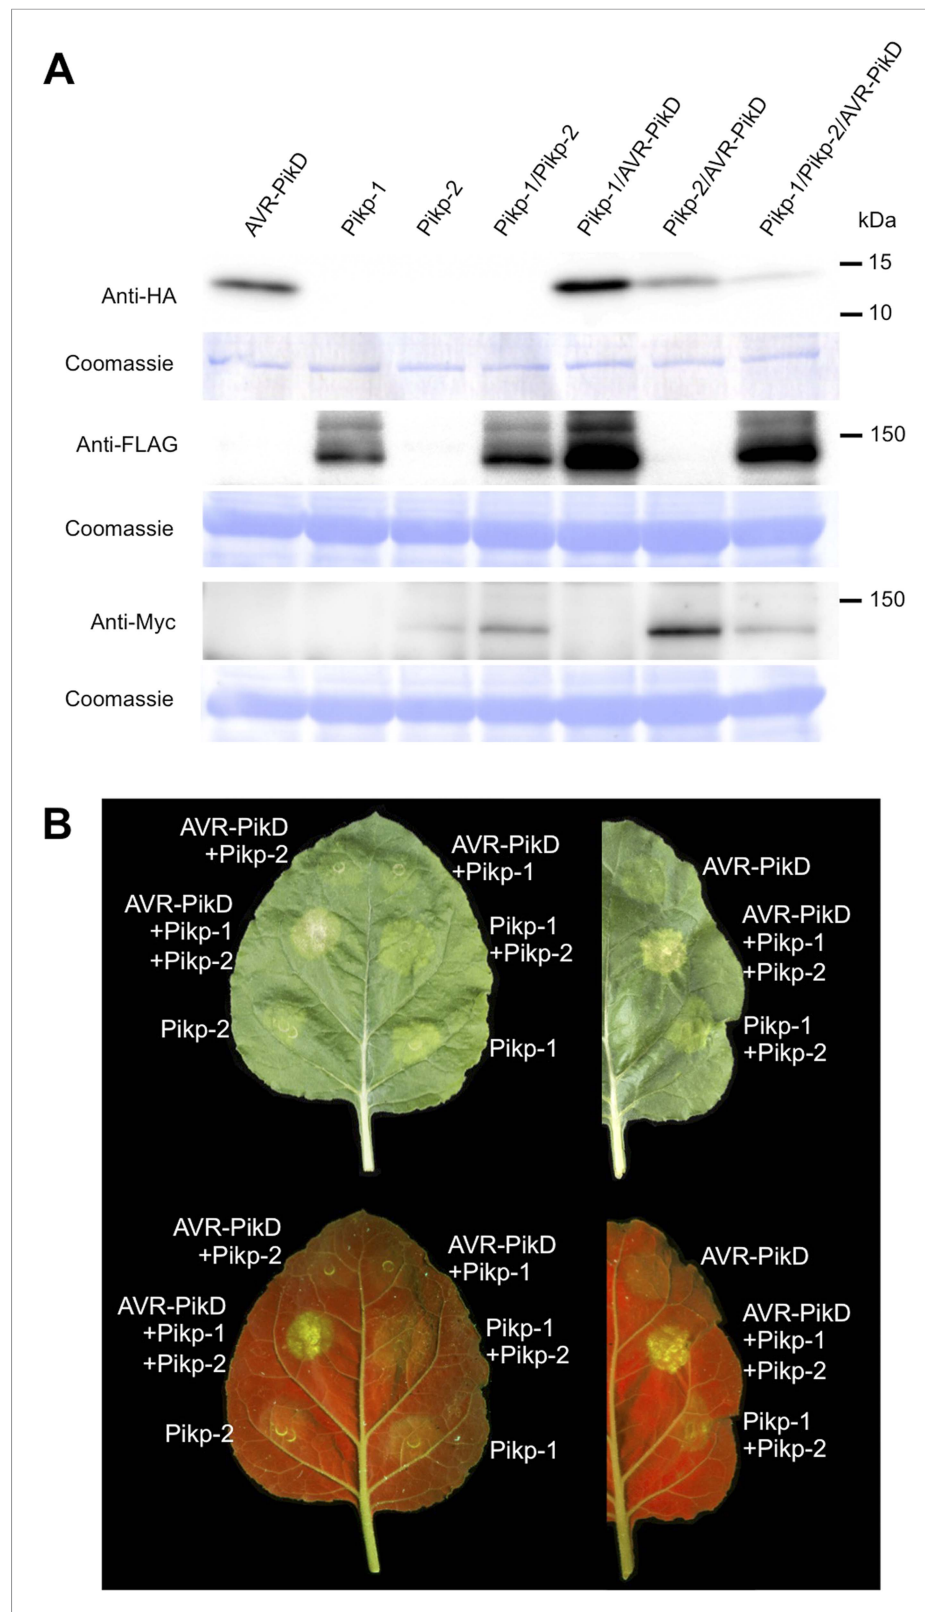 A
AVR-PikD
Pikp-1
Pikp-2
Pikp-1/Pikp-2
Pikp-1/AVR-PikD
Pikp-2/AVR-PikD
Pikp-1/Pikp-2/AVR-PikD
kDa
Anti-HA
15
10
Coomassie
Anti-FLAG
150
Coomassie
Anti-Myc
150
Coomassie
B
AVR-PikD
+Pikp-2
AVR-PikD
+Pikp-1
AVR-PikD
+Pikp-1
+Pikp-2
Pikp-1
+Pikp-2
Pikp-2
Pikp-1
AVR-PikD
AVR-PikD
+Pikp-1
+Pikp-2
Pikp-1
+Pikp-2
AVR-PikD
+Pikp-2
AVR-PikD
+Pikp-1
AVR-PikD
+Pikp-1
+Pikp-2
Pikp-1
+Pikp-2
Pikp-2
Pikp-1
AVR-PikD
AVR-PikD
+Pikp-1
+Pikp-2
Pikp-1
+Pikp-2